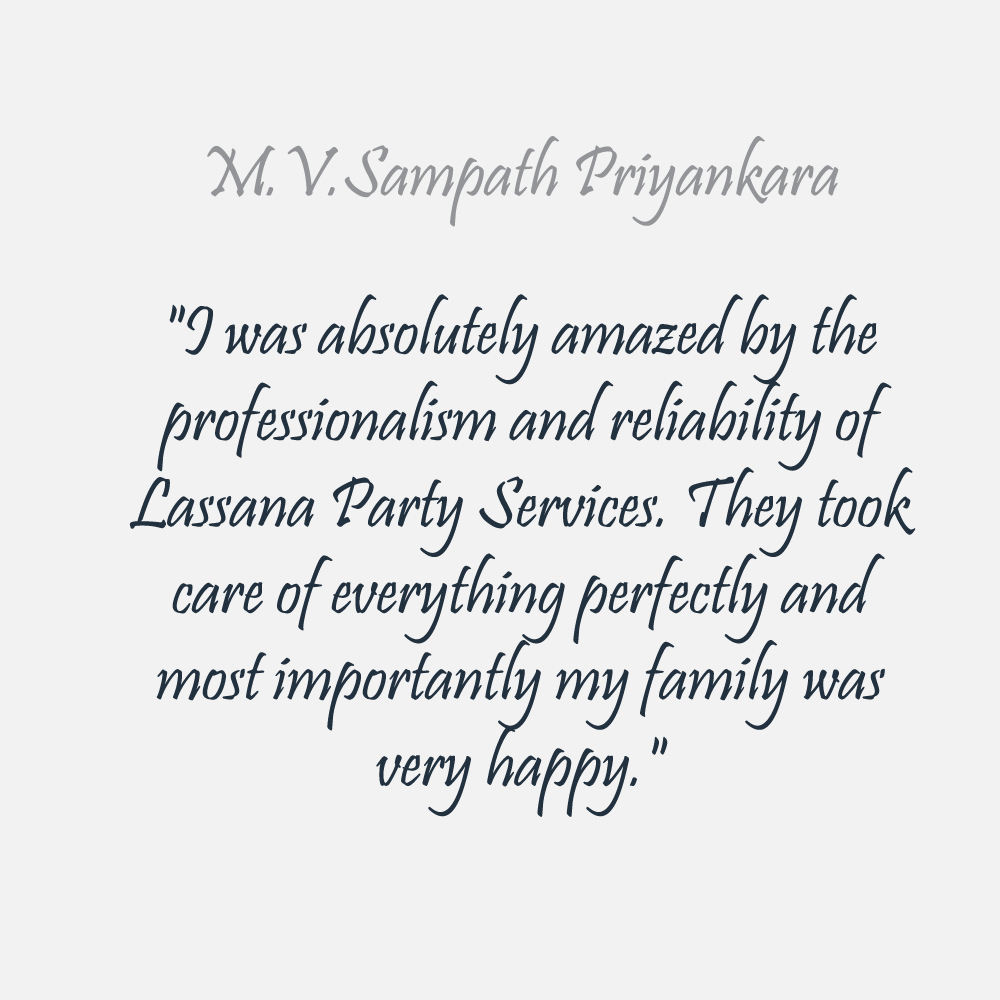 M. V. Sampath Priyankara
"I was absolutely amazed by the
professionalism and reliability of
Lassana Party Services. They took
care of everything perfectly and
most importantly my family was
very happy."